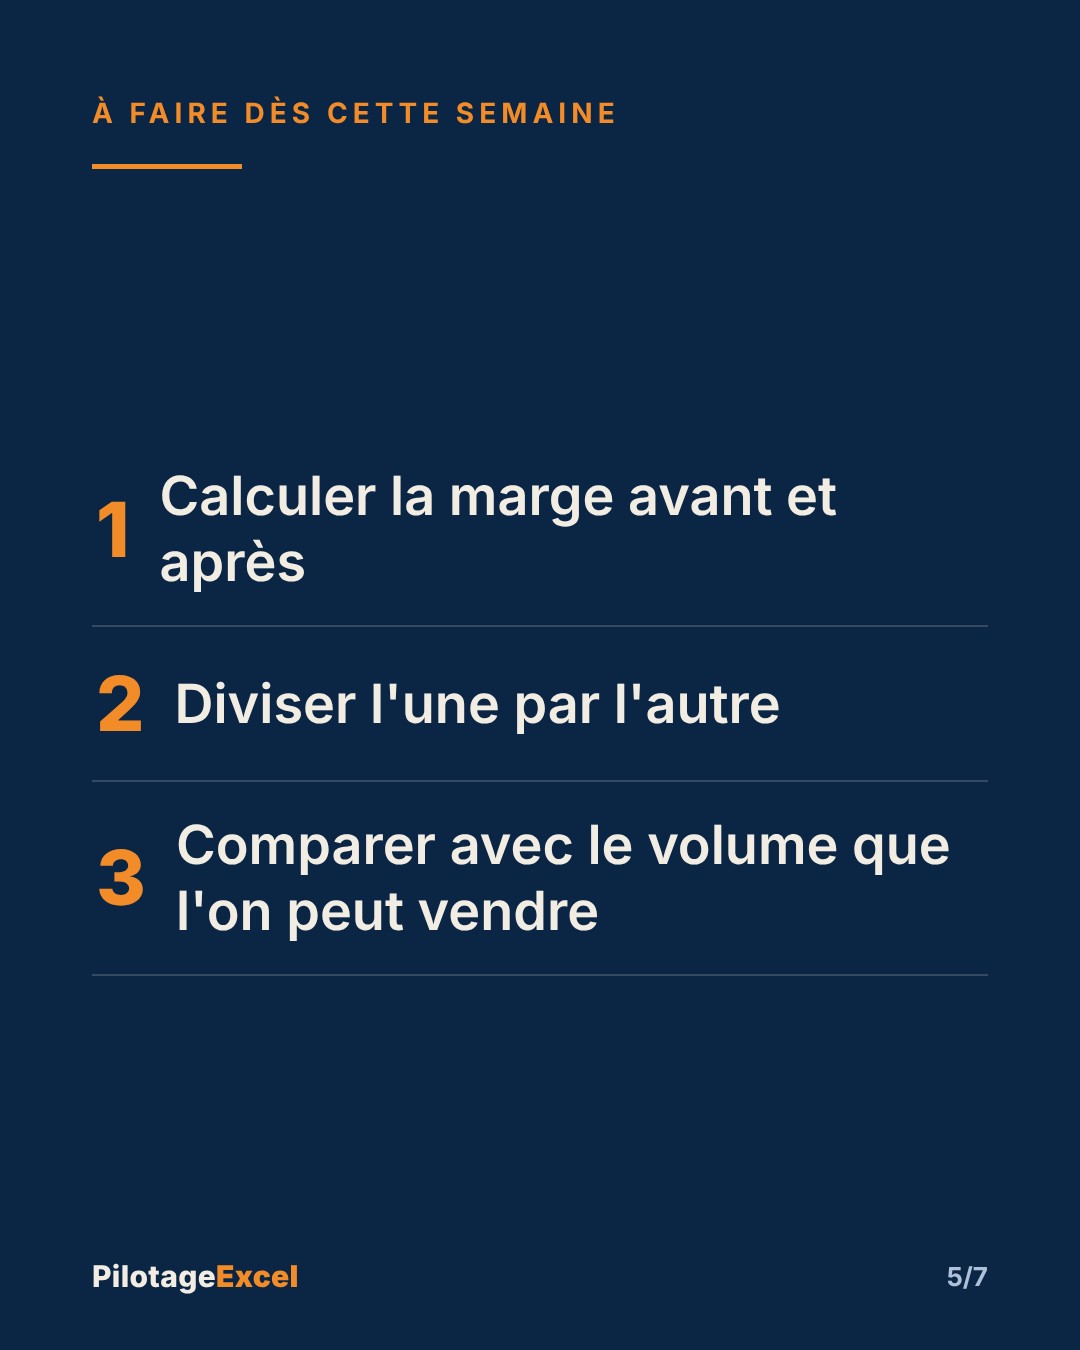 À FAIRE DÈS CETTE SEMAINE
1 Calculer la marge avant et
après
2 Diviser l'une par l'autre
3 Comparer avec le volume que
l'on peut vendre
PilotageExcel
5/7